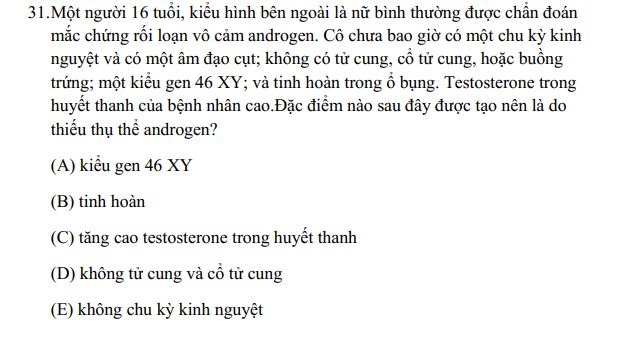 31.Một người 16 tuổi, kiểu hình bên ngoài là nữ bình thường được chẩn đoán
mắc chứng rối loạn vô cảm androgen. Cô chưa bao giờ có một chu kỳ kinh
nguyệt và có một âm đạo cụt; không có tử cung, cổ tử cung, hoặc buồng
trứng; một kiểu gen 46 XY; và tinh hoàn trong ổ bụng. Testosterone trong
huyết thanh của bệnh nhân cao.Đặc điểm nào sau đây được tạo nên là do
thiếu thụ thể androgen?
(A) kiểu gen 46 XY
(B) tinh hoàn
(C) tăng cao testosterone trong huyết thanh
(D) không tử cung và cổ tử cung
(E) không chu kỳ kinh nguyệt